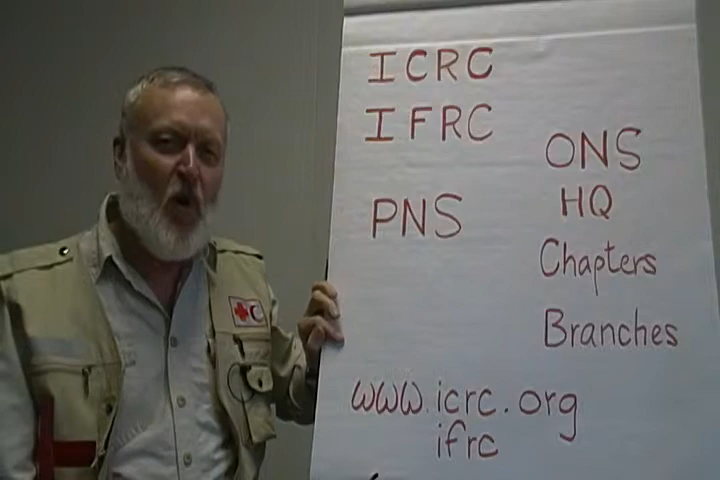 ICRC
IFRC
PNS
ONS
HQ
Chapters
Branches
www.icrc.org
ifrc